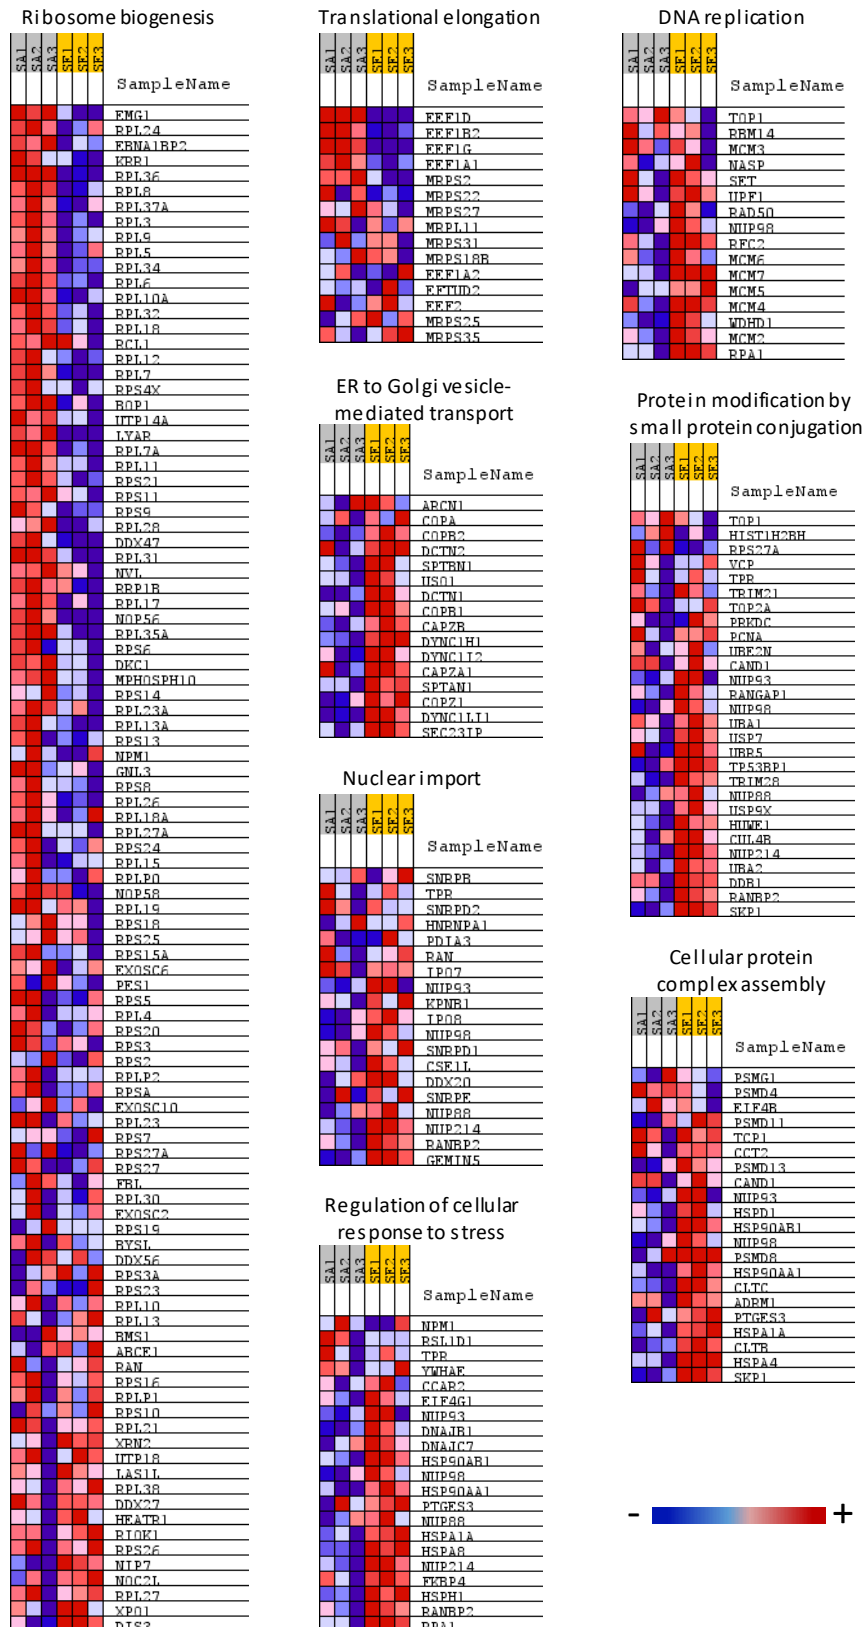 Ribosome biogenesis
SA1 SA2 SA3 SE1 SE2 SE3
SampleName
EMG1
RPL24
EBNA1BP2
KRR1
RPL36
RPL8
RPL37A
RPL3
RPL9
RPL5
RPL34
RPL6
RPL10A
RPL32
RPL18
RCL1
RPL12
RPL7
RPS4X
BOP1
UTP14A
LYAR
RPL7A
RPL11
RPS21
RPS11
RPS9
RPL28
DDX47
RPL31
NVL
RRP1B
RPL17
NOP56
RPL35A
RPS6
DKC1
MPHOSPH10
RPS14
RPL23A
RPL13A
RPS13
NPM1
GNL3
RPS8
RPL26
RPL18A
RPL27A
RPS24
RPL15
RPLP0
NOP58
RPL19
RPS18
RPS25
RPS15A
EXOSC6
PES1
RPS5
RPL4
RPS20
RPS3
RPS2
RPLP2
RPSA
EXOSC10
RPL23
RPS7
RPS27A
RPS27
FBL
RPL30
EXOSC2
RPS19
BYSL
DDX56
RPS3A
RPS23
RPL10
RPL13
BMS1
ABCE1
RAN
RPS16
RPLP1
RPS10
RPL21
XRN2
UTP18
LAS1L
RPL38
DDX27
HEATR1
RIOK1
RPS26
NIP7
NOC2L
RPL27
XPO1
DIS3
Translational elongation
SA1 SA2 SA3 SE1 SE2 SE3
SampleName
EEF1D
EEF1B2
EEF1G
EEF1A1
MRPS2
MRPS22
MRPS27
MRPL11
MRPS31
MRPS18B
EEF1A2
EFTUD2
EEF2
MRPS25
MRPS35
ER to Golgi vesicle-
mediated transport
SA1 SA2 SA3 SE1 SE2 SE3
SampleName
ARCN1
COPA
COPB2
DCTN2
SPTBN1
USO1
DCTN1
COPB1
CAPZB
DYNC1H1
DYNC1I2
CAPZA1
SPTAN1
COPZ1
DYNC1LI1
SEC23IP
Nuclear import
SA1 SA2 SA3 SE1 SE2 SE3
SampleName
SNRPB
TPR
SNRPD2
HNRNPA1
PDIA3
RAN
IPO7
NUP93
KPNB1
IPO8
NUP98
SNRPD1
CSE1L
DDX20
SNRPE
NUP88
NUP214
RANBP2
GEMIN5
Regulation of cellular
response to stress
SA1 SA2 SA3 SE1 SE2 SE3
SampleName
NPM1
RSL1D1
TPR
YWHAE
CCAR2
EIF4G1
NUP93
DNAJB1
DNAJC7
HSP90AB1
NUP98
HSP90AA1
PTGES3
NUP88
HSPA1A
HSPA8
NUP214
FKBP4
HSPH1
RANBP2
RPA1
DNA replication
SA1 SA2 SA3 SE1 SE2 SE3
SampleName
TOP1
RBM14
MCM3
NASP
SET
UPF1
RAD50
NUP98
RFC2
MCM6
MCM7
MCM5
MCM4
WDHD1
MCM2
RPA1
Protein modification by
small protein conjugation
SA1 SA2 SA3 SE1 SE2 SE3
SampleName
TOP1
HIST1H2BH
RPS27A
VCP
TPR
TRIM21
TOP2A
PRKDC
PCNA
UBE2N
CAND1
NUP93
RANGAP1
NUP98
UBA1
USP7
UBR5
TP53BP1
TRIM28
NUP88
USP9X
HUWE1
CUL4B
NUP214
UBA2
DDB1
RANBP2
SKP1
Cellular protein
complex assembly
SA1 SA2 SA3 SE1 SE2 SE3
SampleName
PSMG1
PSMD4
EIF4B
PSMD11
TCP1
CCT2
PSMD13
CAND1
NUP93
HSPD1
HSP90AB1
NUP98
PSMD8
HSP90AA1
CLTC
ADRM1
PTGES3
HSPA1A
CLTB
HSPA4
SKP1
- +